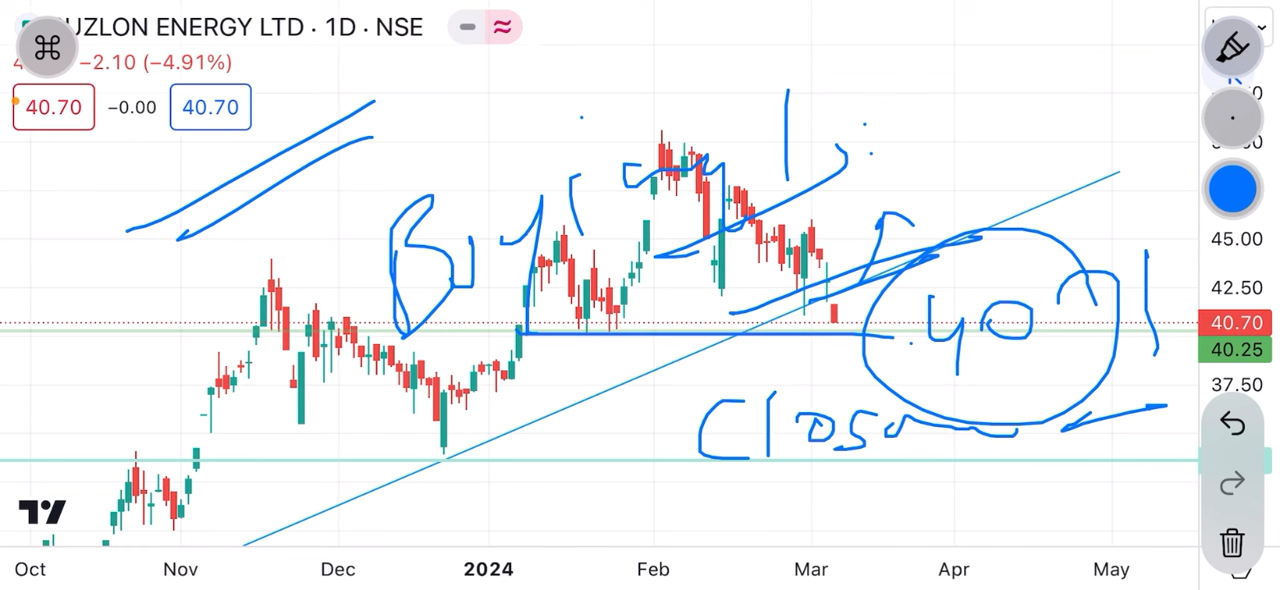 UZLON ENERGY LTD · 1D · NSE
−2.10 (−4.91%)
40.70 −0.00 40.70
45.00
42.50
40
40.70
40.25
37.50
Close
Oct Nov Dec 2024 Feb Mar Apr May